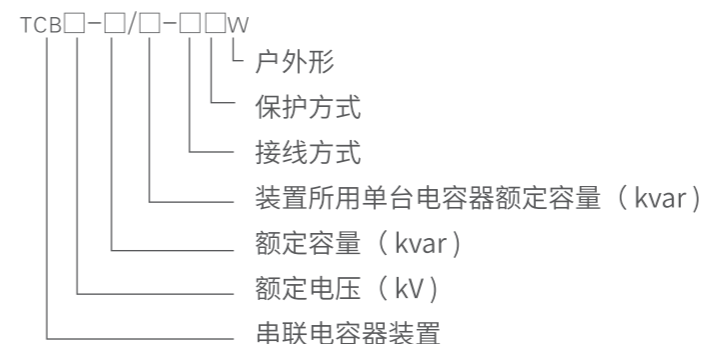 TCB□-□/□-□□W
户外形
保护方式
接线方式
装置所用单台电容器额定容量（kvar)
额定容量（kvar)
额定电压（kV)
串联电容器装置